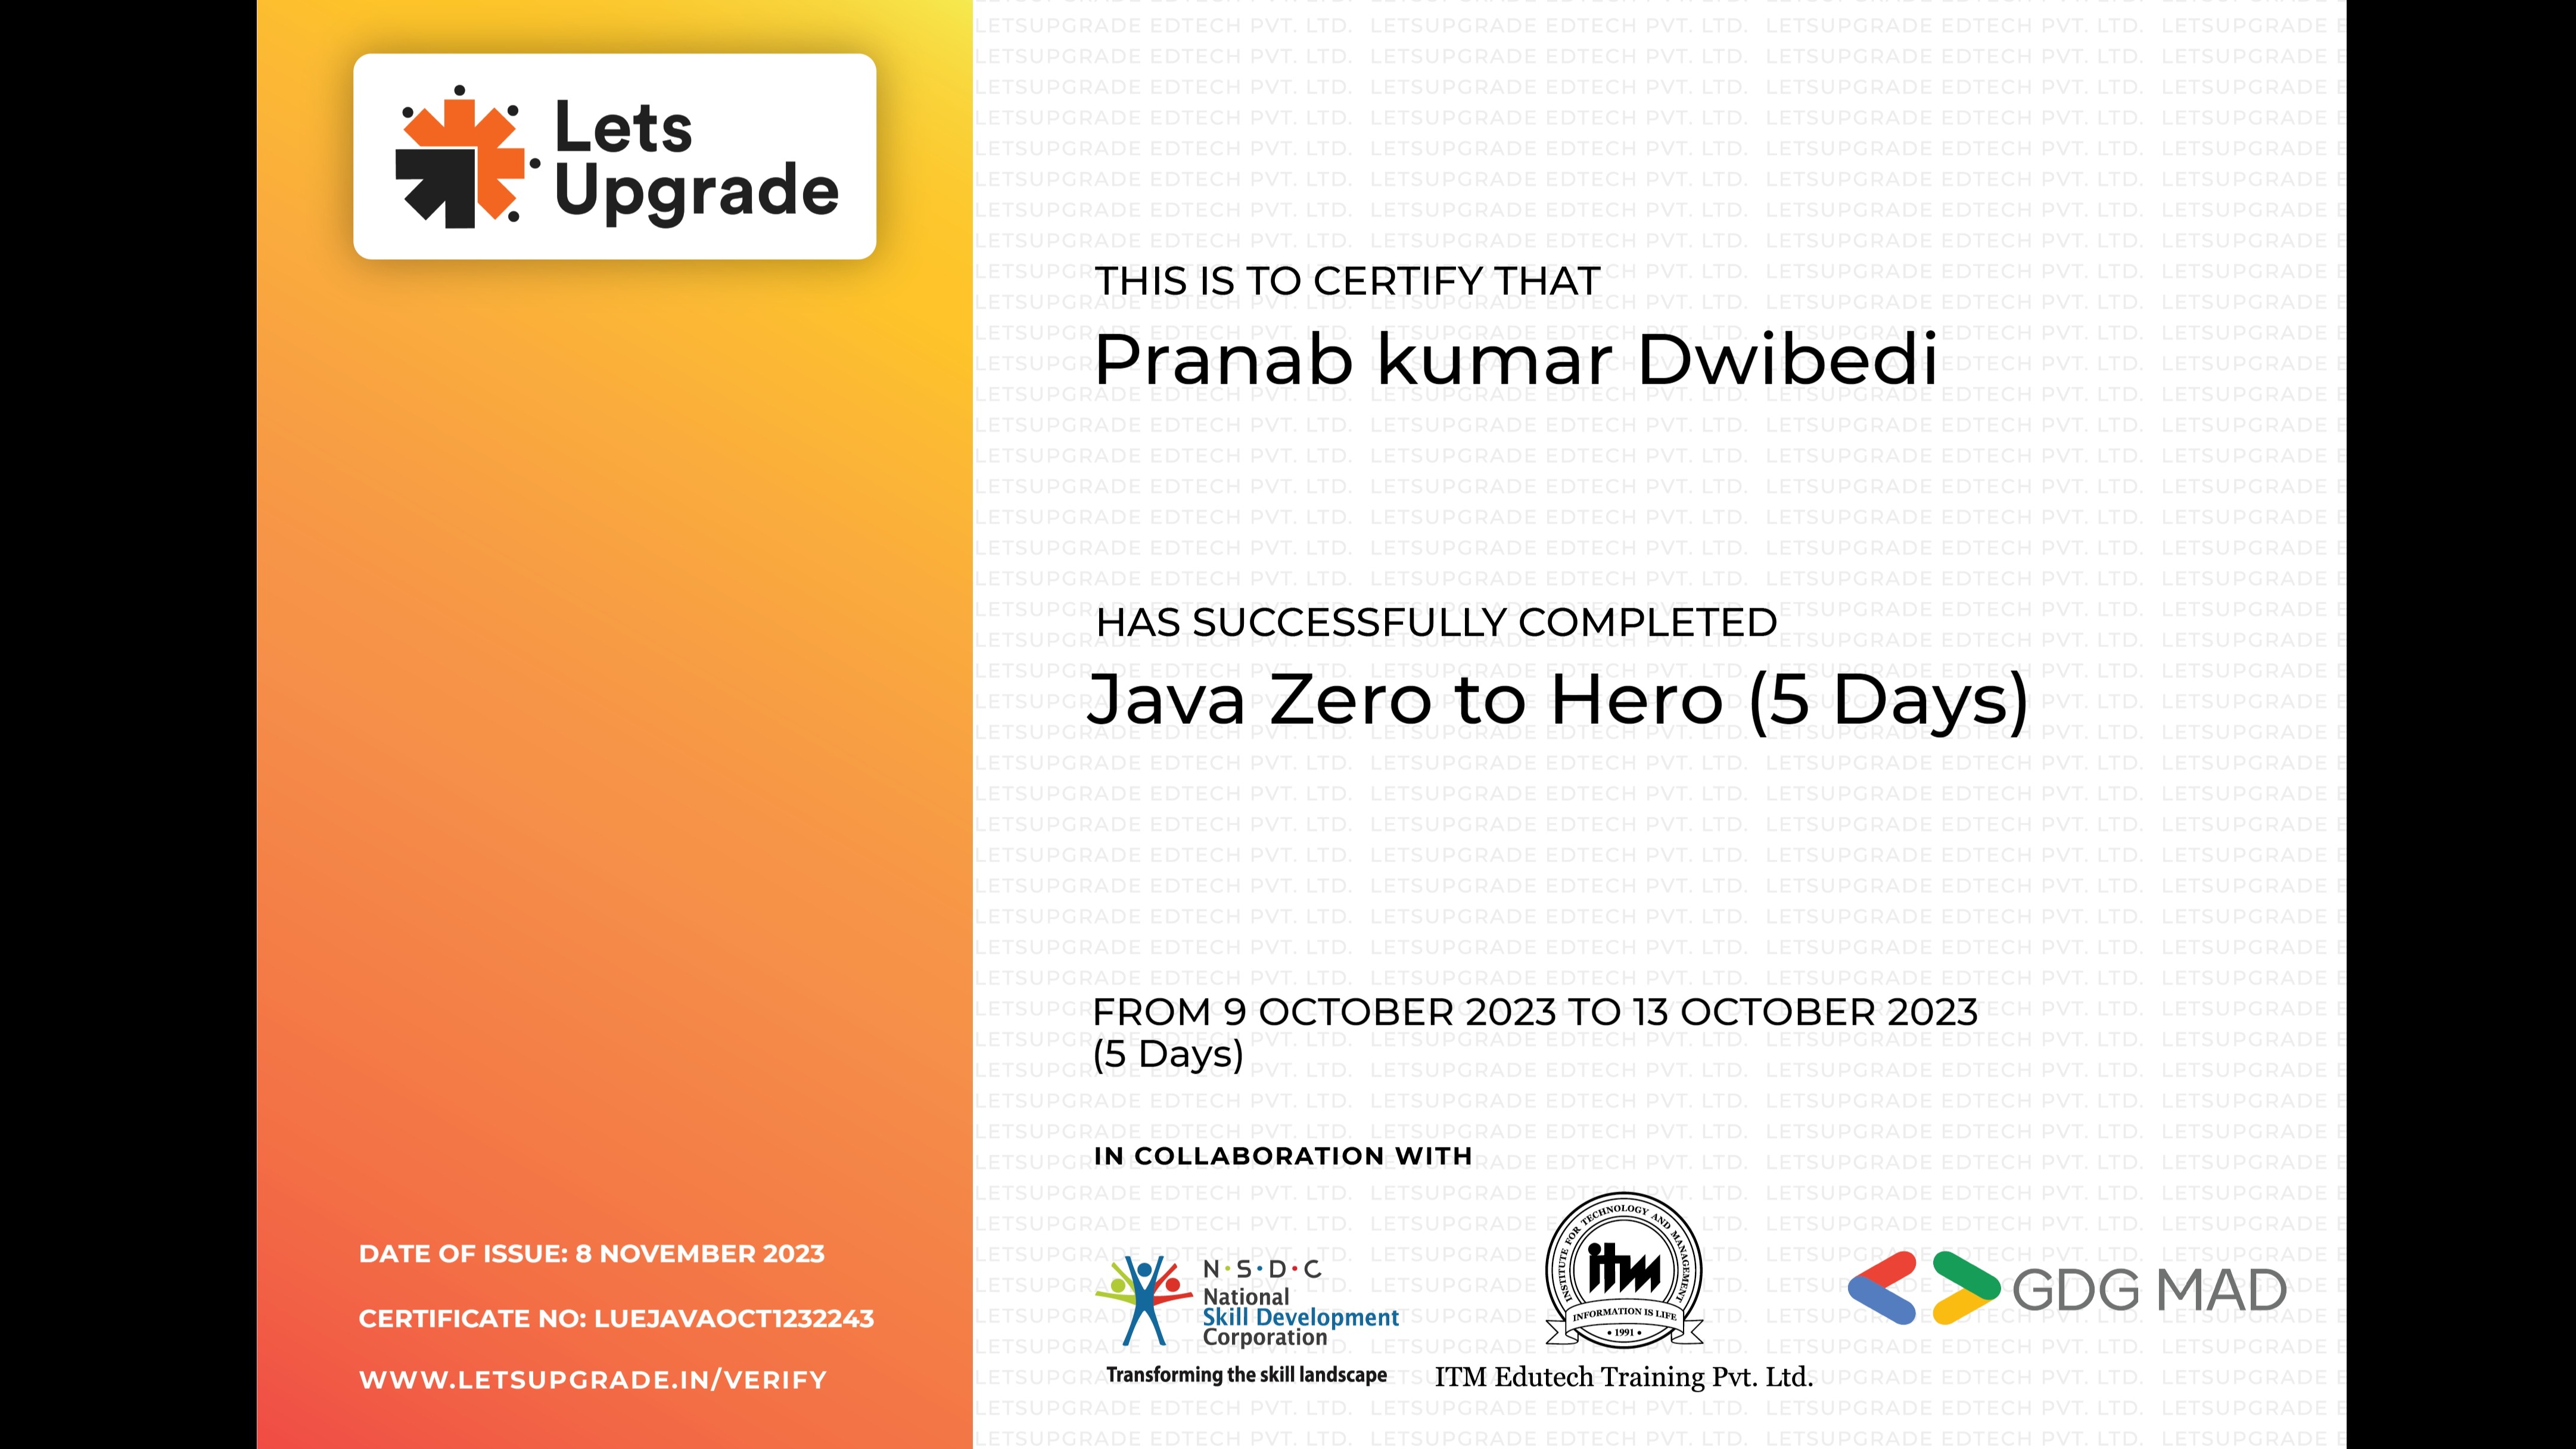 Lets
Upgrade
THIS IS TO CERTIFY THAT
Pranab kumar Dwibedi
HAS SUCCESSFULLY COMPLETED
Java Zero to Hero (5 Days)
FROM 9 OCTOBER 2023 TO 13 OCTOBER 2023
(5 Days)
IN COLLABORATION WITH
N·S·D·C
National
Skill Development
Corporation
Transforming the skill landscape
INSTITUTE FOR TECHNOLOGY AND MANAGEMENT
itm
INFORMATION IS LIFE
• 1991 •
ITM Edutech Training Pvt. Ltd.
GDG MAD
DATE OF ISSUE: 8 NOVEMBER 2023
CERTIFICATE NO: LUEJAVAOCT1232243
WWW.LETSUPGRADE.IN/VERIFY
LETSUPGRADE EDTECH PVT. LTD.